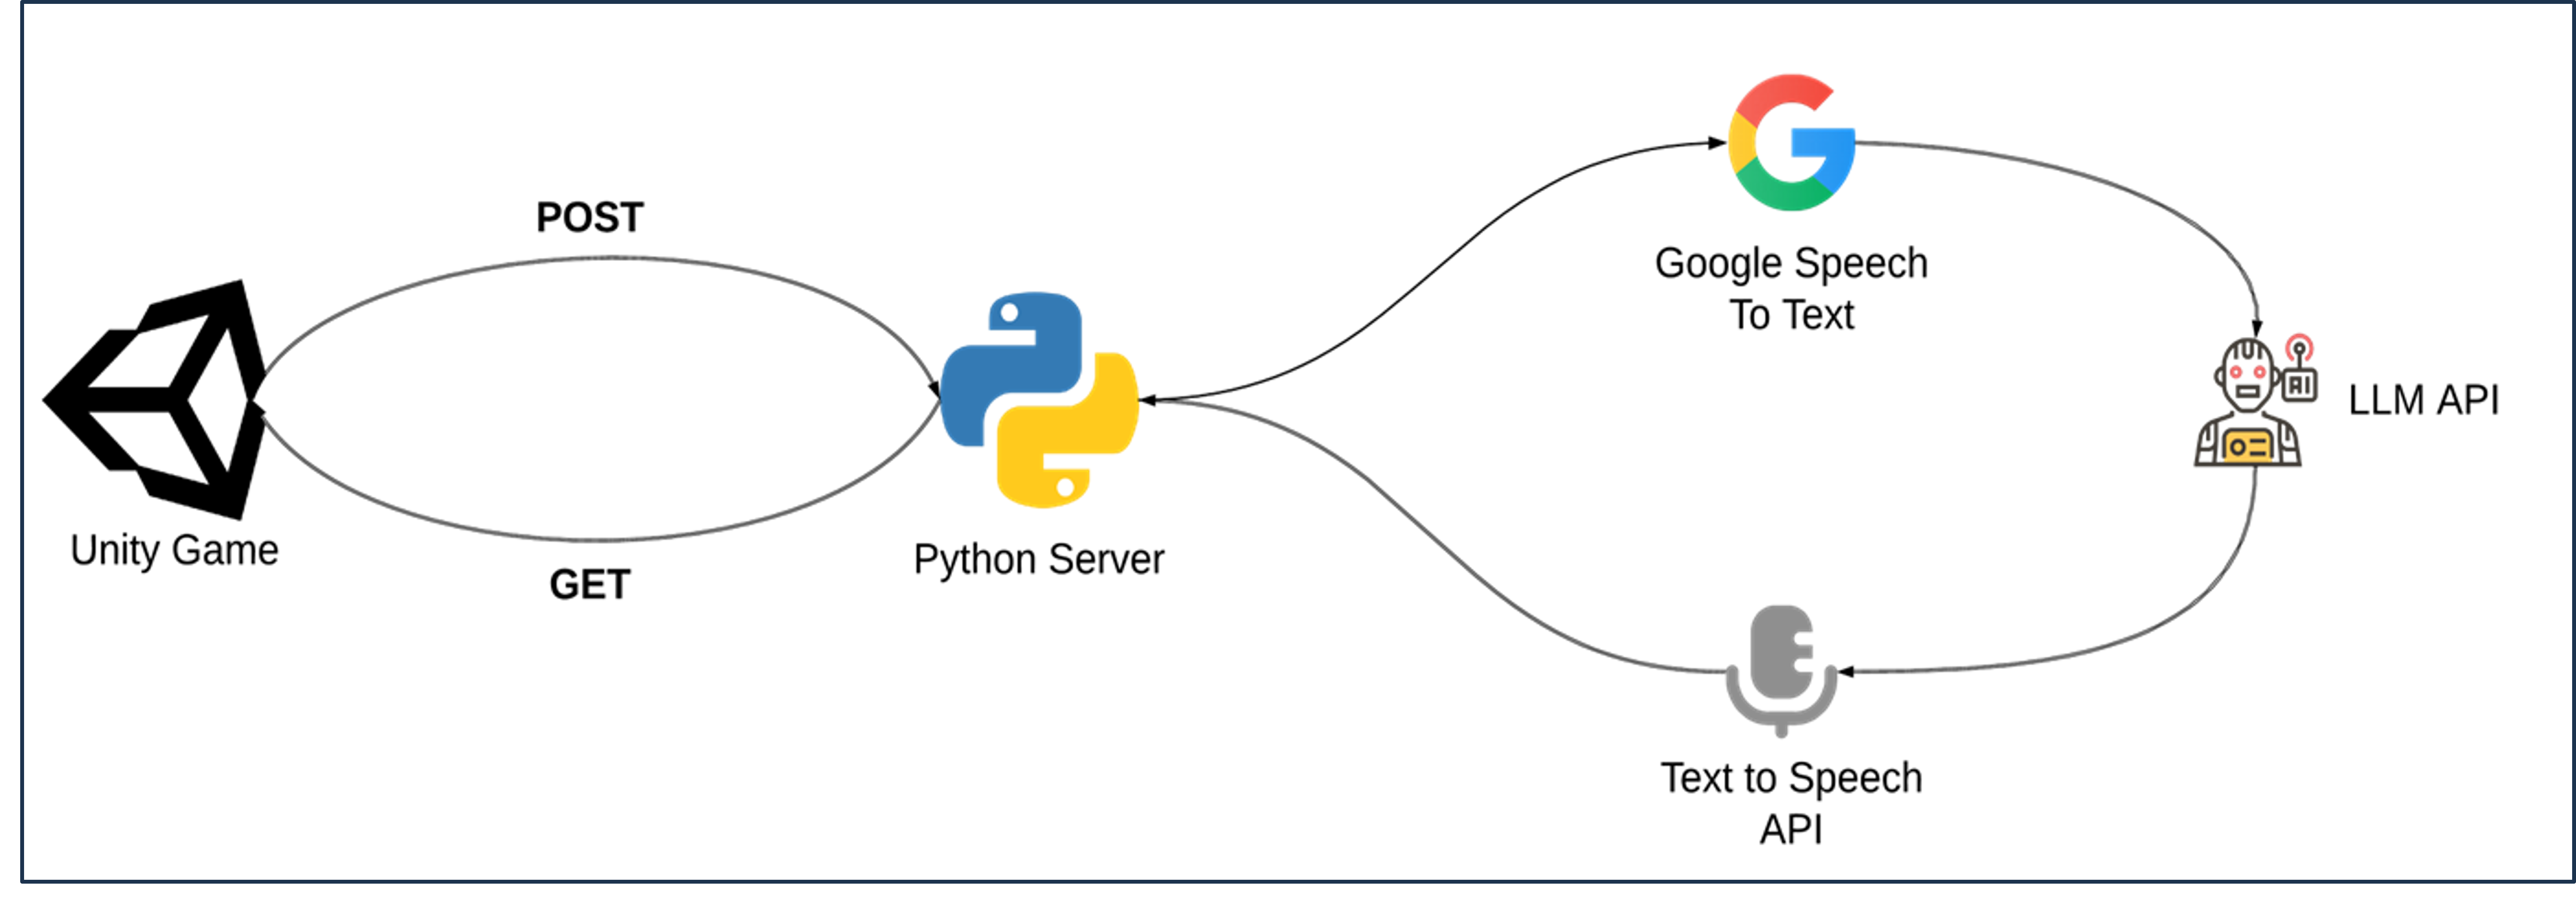 POST
GET
Unity Game
Python Server
Google Speech
To Text
AI
LLM API
Text to Speech
API